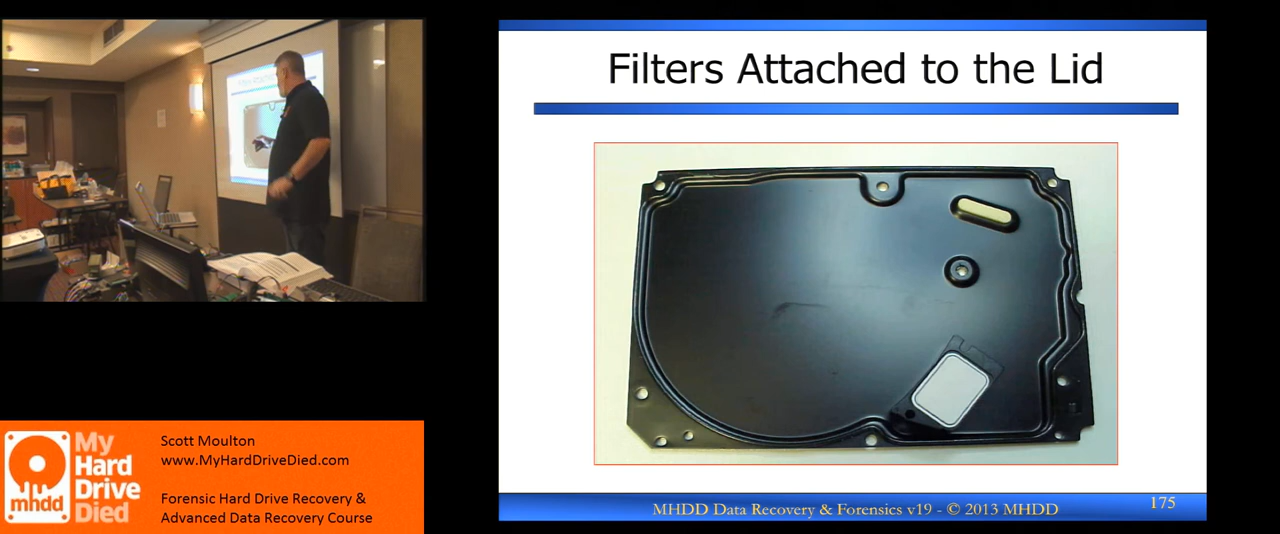 Filters Attached to the Lid
MHDD Data Recovery & Forensics v19 - © 2013 MHDD
175
mhdd
My
Hard
Drive
Died
Scott Moulton
www.MyHardDriveDied.com
Forensic Hard Drive Recovery &
Advanced Data Recovery Course